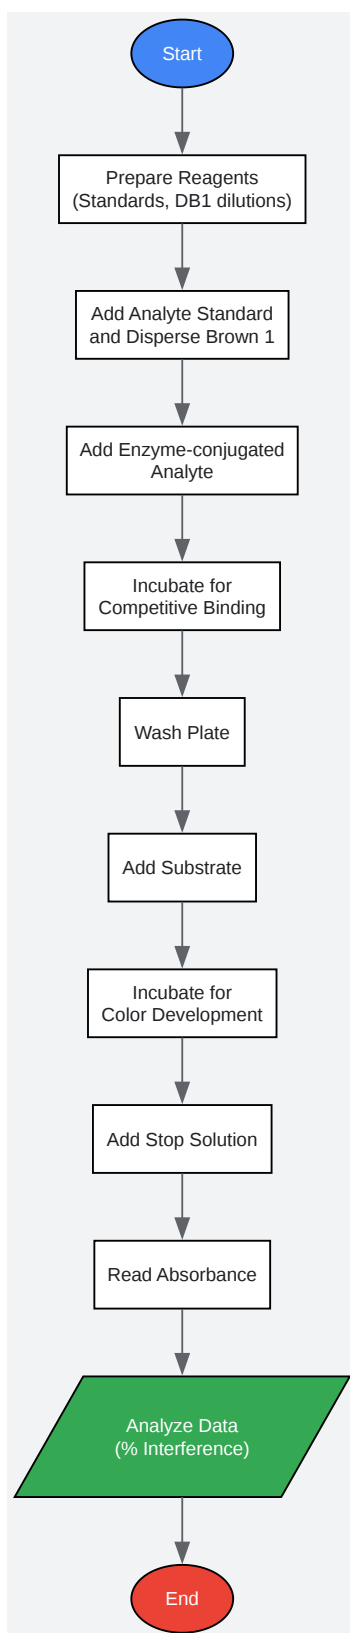 Start
Prepare Reagents
(Standards, DB1 dilutions)
Add Analyte Standard
and Disperse Brown 1
Add Enzyme-conjugated
Analyte
Incubate for
Competitive Binding
Wash Plate
Add Substrate
Incubate for
Color Development
Add Stop Solution
Read Absorbance
Analyze Data
(% Interference)
End